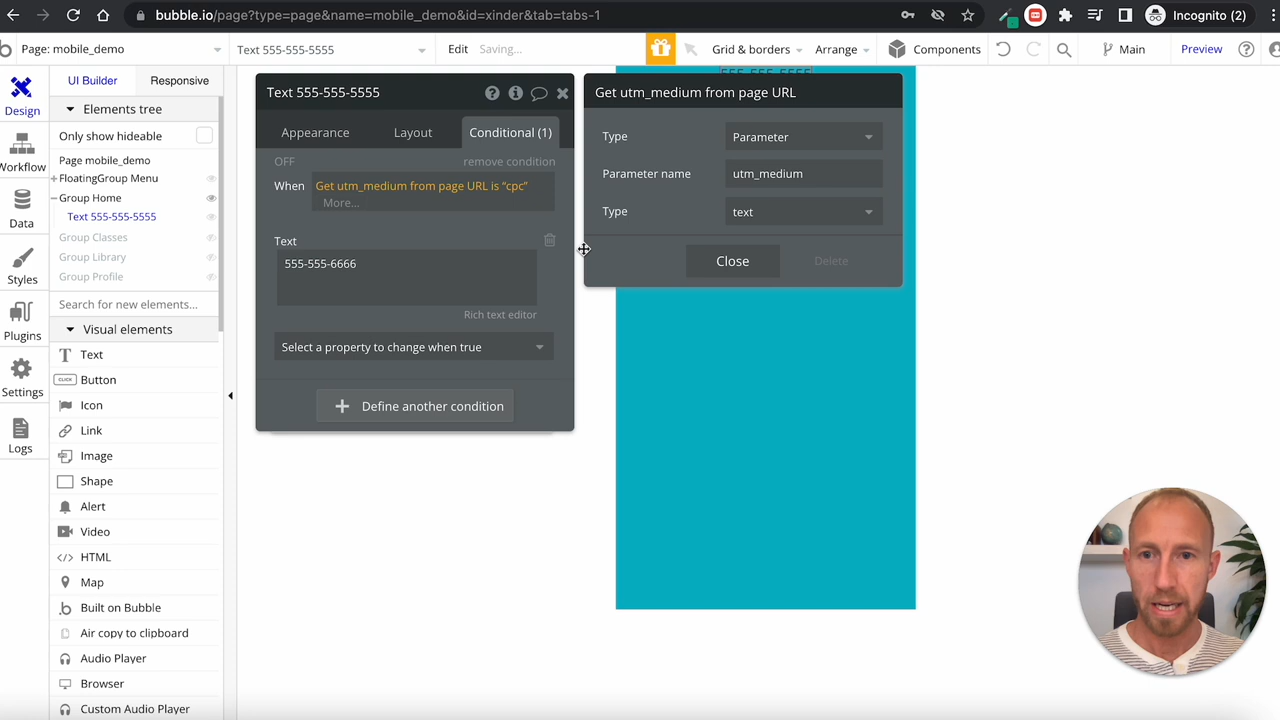 bubble.io/page?type=page&name=mobile_demo&id=xinder&tab=tabs-1
Incognito (2)
Page: mobile_demo
Text 555-555-5555
Edit
Saving...
Grid & borders
Arrange
Components
Main
Preview
UI Builder
Responsive
Design
Workflow
Data
Styles
Plugins
Settings
Logs
Elements tree
Only show hideable
Page mobile_demo
FloatingGroup Menu
Group Home
Text 555-555-5555
Group Classes
Group Library
Group Profile
Search for new elements...
Visual elements
Text
Button
CLICK
Icon
Link
Image
Shape
Alert
Video
HTML
Map
Built on Bubble
Air copy to clipboard
Audio Player
Browser
Custom Audio Player
Text 555-555-5555
Appearance
Layout
Conditional (1)
OFF
remove condition
When
Get utm_medium from page URL is "cpc"
More...
Text
555-555-6666
Rich text editor
Select a property to change when true
Define another condition
555-555-5555
Get utm_medium from page URL
Type
Parameter
Parameter name
utm_medium
Type
text
Close
Delete